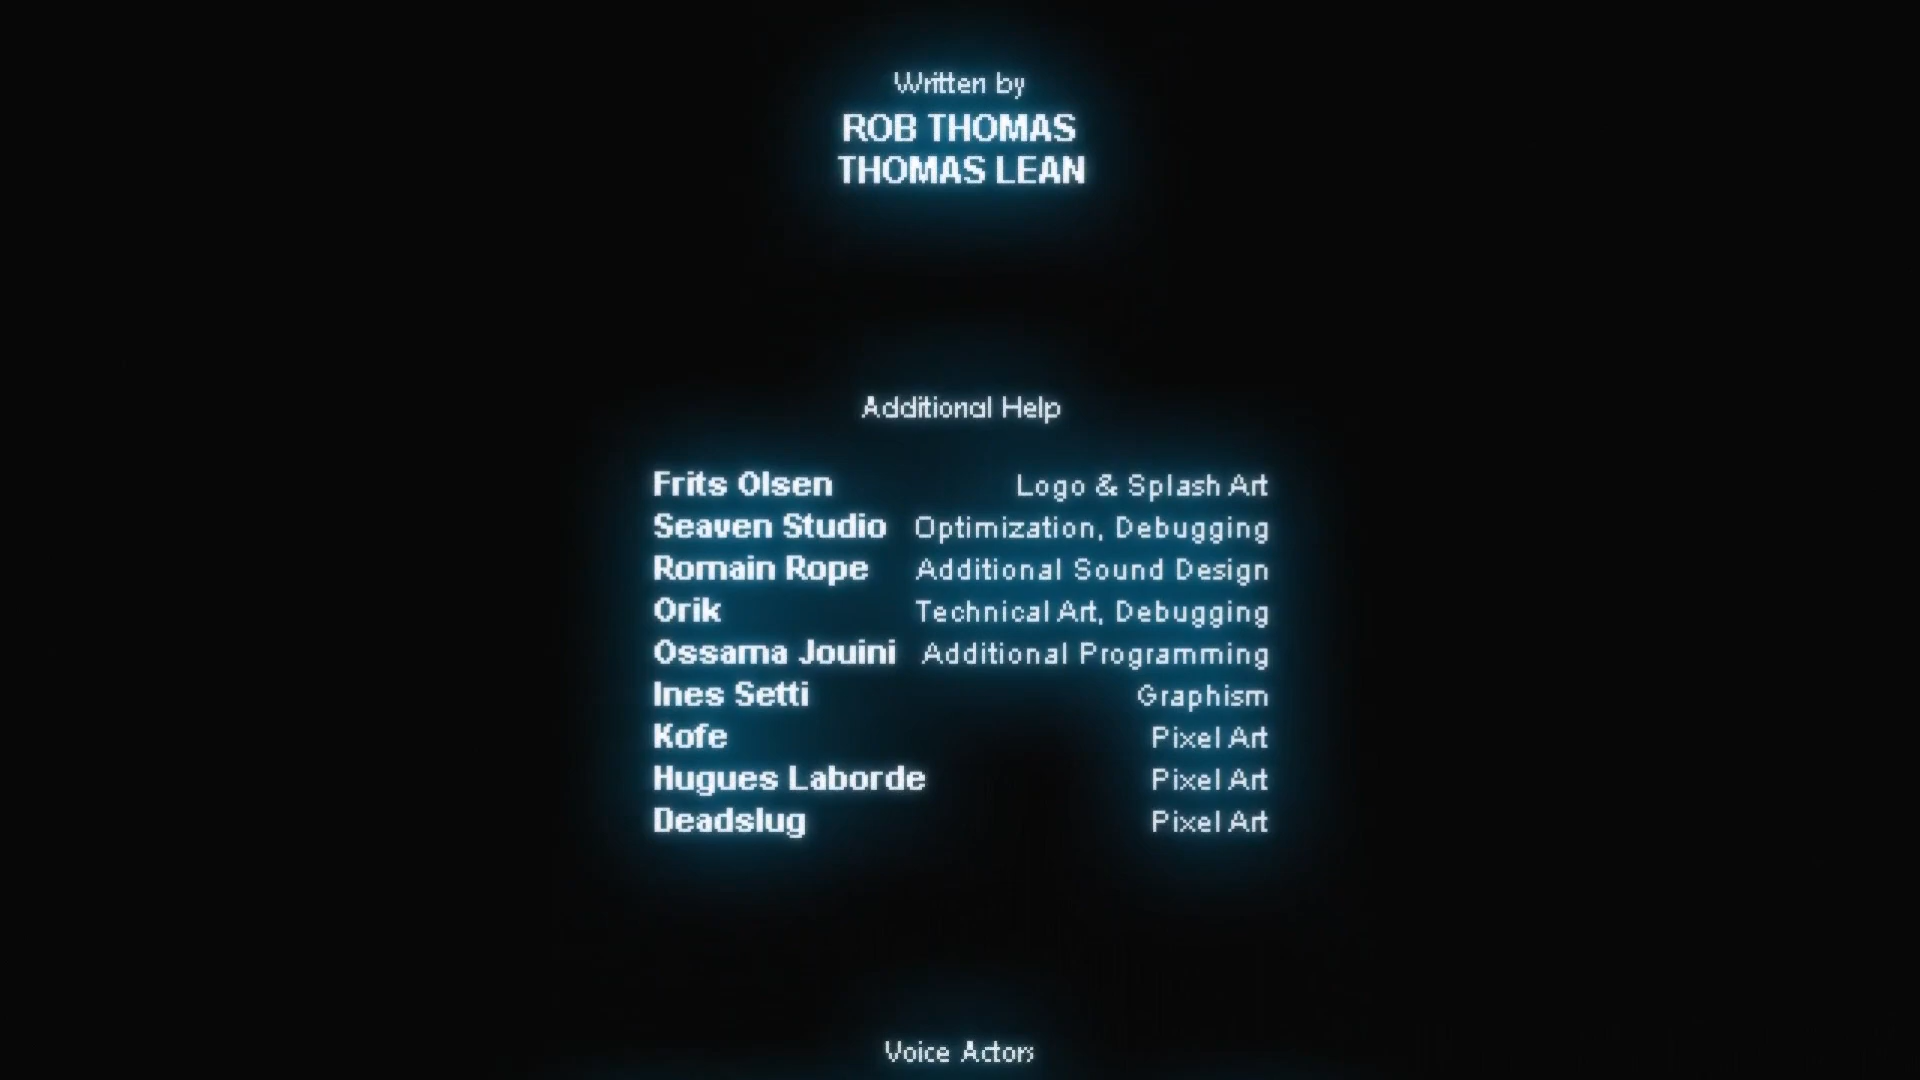 Written by
ROB THOMAS
THOMAS LEAN
Additional Help
Frits Olsen Logo & Splash Art
Seaven Studio Optimization, Debugging
Romain Rope Additional Sound Design
Orik Technical Art, Debugging
Ossama Jouini Additional Programming
Ines Setti Graphism
Kofe Pixel Art
Hugues Laborde Pixel Art
Deadslug Pixel Art
Voice Actors